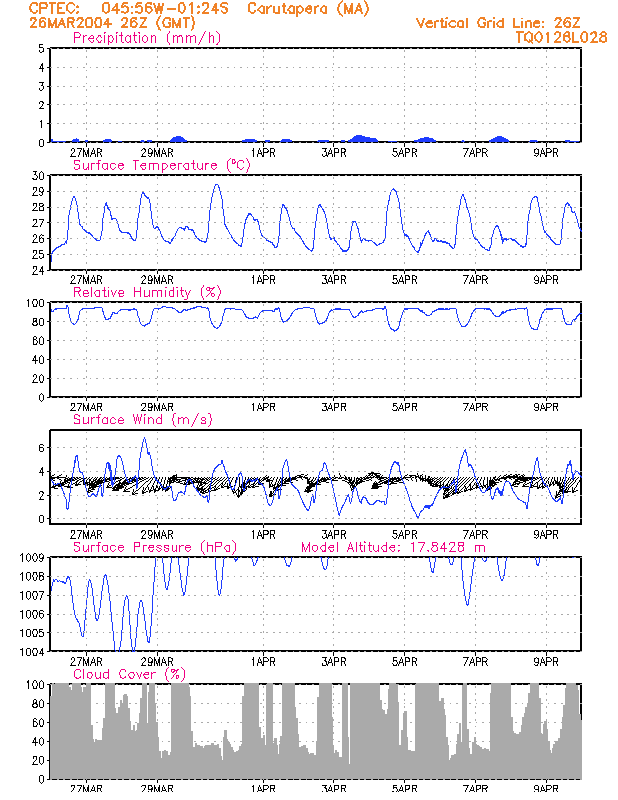 CPTEC: 045:56W-01:24S Carutapera (MA)
26MAR2004 26Z (GMT) Vertical Grid Line: 26Z
TQ0126L028
Precipitation (mm/h)
5
4
3
2
1
0
27MAR 29MAR 1APR 3APR 5APR 7APR 9APR
Surface Temperature (ºC)
30
29
28
27
26
25
24
27MAR 29MAR 1APR 3APR 5APR 7APR 9APR
Relative Humidity (%)
100
80
60
40
20
0
27MAR 29MAR 1APR 3APR 5APR 7APR 9APR
Surface Wind (m/s)
6
4
2
0
27MAR 29MAR 1APR 3APR 5APR 7APR 9APR
Surface Pressure (hPa) Model Altitude: 17.8428 m
1009
1008
1007
1006
1005
1004
27MAR 29MAR 1APR 3APR 5APR 7APR 9APR
Cloud Cover (%)
100
80
60
40
20
0
27MAR 29MAR 1APR 3APR 5APR 7APR 9APR